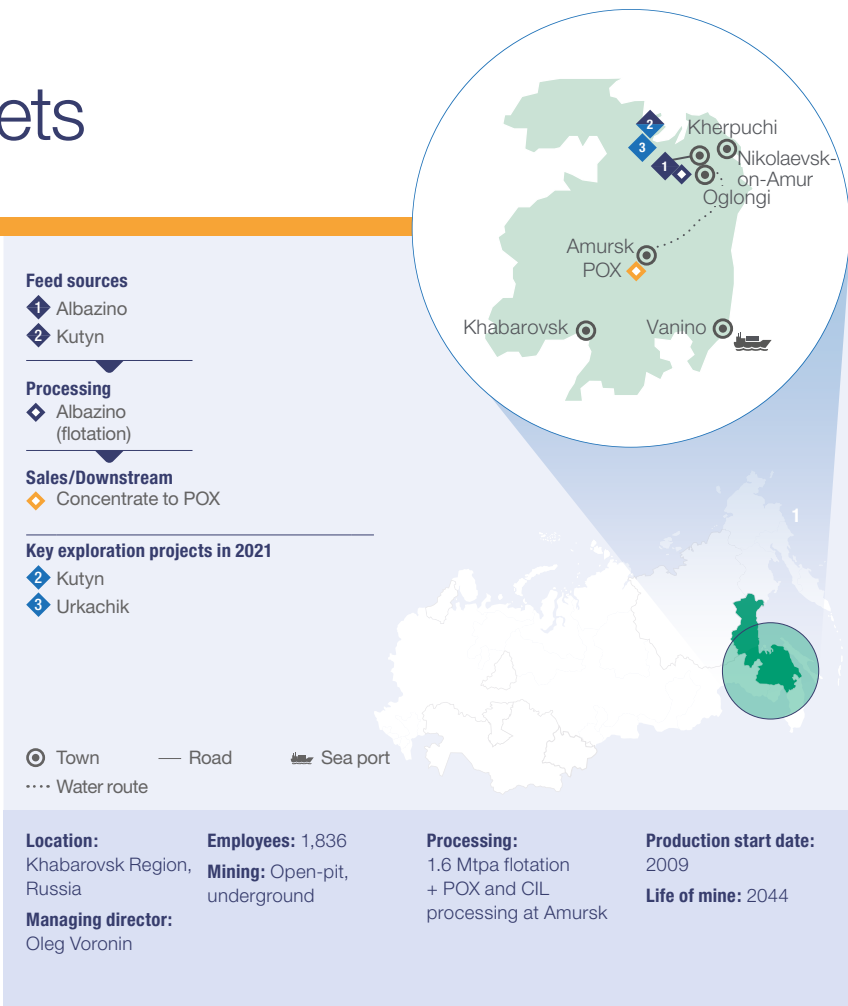 ets
2
3
1
Kherpuchi
Nikolaevsk-
on-Amur
Oglongi
Amursk
POX
Khabarovsk
Vanino
Feed sources
1 Albazino
2 Kutyn
Processing
Albazino
(flotation)
Sales/Downstream
Concentrate to POX
Key exploration projects in 2021
2 Kutyn
3 Urkachik
1
Town
Road
Sea port
Water route
Location:
Khabarovsk Region,
Russia
Managing director:
Oleg Voronin
Employees: 1,836
Mining: Open-pit,
underground
Processing:
1.6 Mtpa flotation
+ POX and CIL
processing at Amursk
Production start date:
2009
Life of mine: 2044